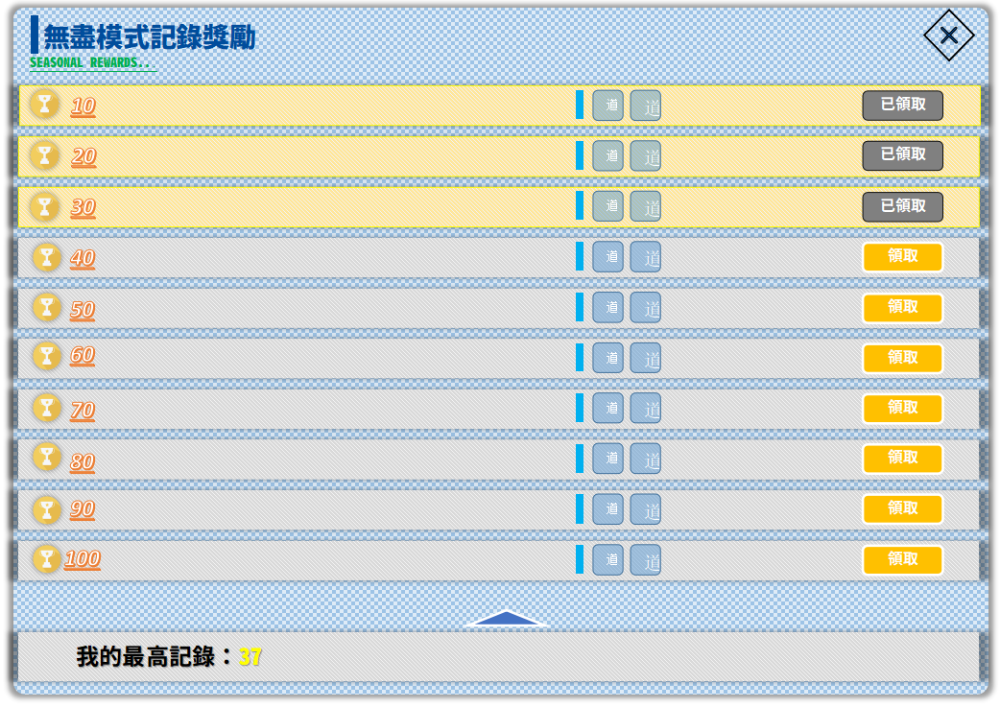 無盡模式記錄獎勵
SEASONAL REWARDS...
10 道 道 已領取
20 道 道 已領取
30 道 道 已領取
40 道 道 領取
50 道 道 領取
60 道 道 領取
70 道 道 領取
80 道 道 領取
90 道 道 領取
100 道 道 領取
我的最高記錄：37